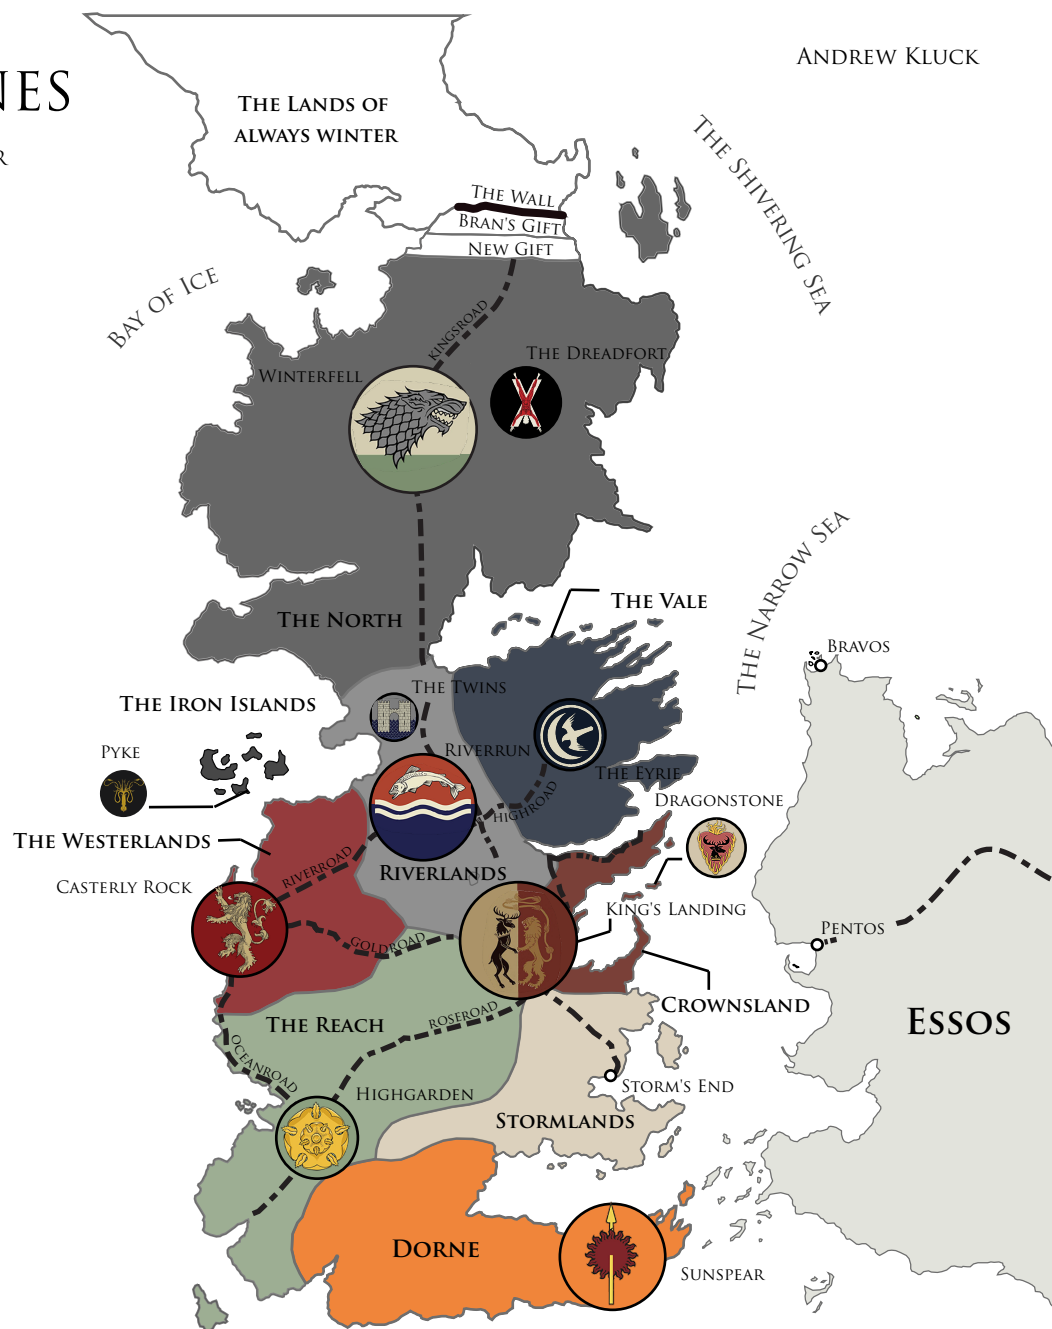 ANDREW KLUCK
NES
R
THE LANDS OF
ALWAYS WINTER
THE SHIVERING SEA
THE WALL
BRAN'S GIFT
NEW GIFT
BAY OF ICE
KINGSROAD
THE DREADFORT
WINTERFELL
THE NARROW SEA
THE VALE
THE NORTH
BRAVOS
THE TWINS
THE IRON ISLANDS
PYKE
RIVERRUN
THE EYRIE
HIGHROAD
DRAGONSTONE
THE WESTERLANDS
RIVERROAD
RIVERLANDS
CASTERLY ROCK
KING'S LANDING
GOLDROAD
PENTOS
CROWNSLAND
ROSEROAD
THE REACH
ESSOS
OCEANROAD
STORM'S END
HIGHGARDEN
STORMLANDS
DORNE
SUNSPEAR